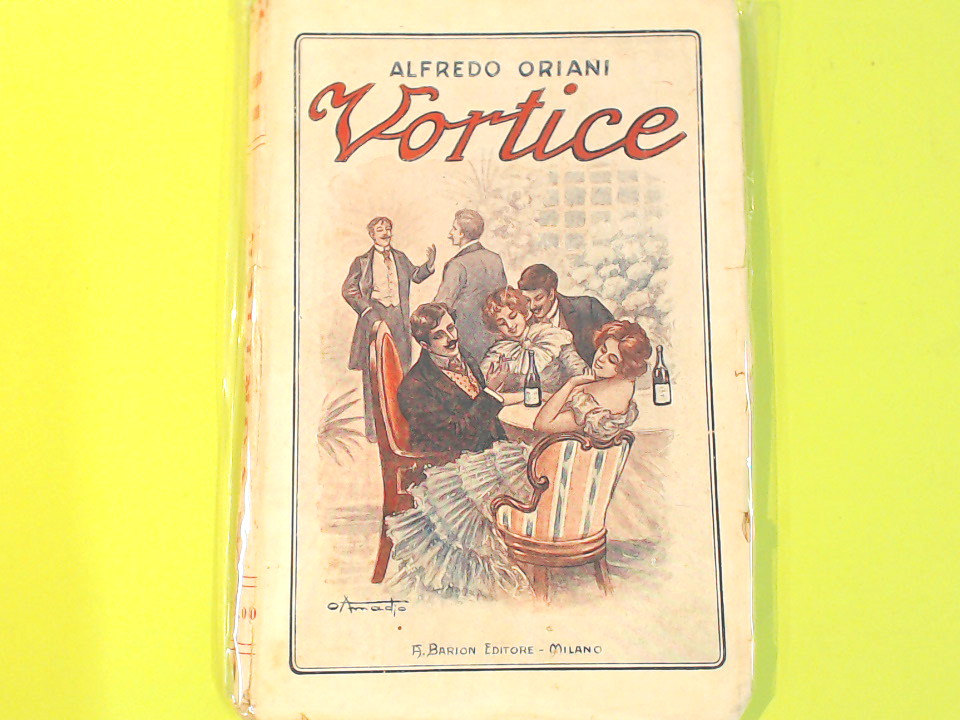 ALFREDO ORIANI
Vortice
A. BARION EDITORE - MILANO